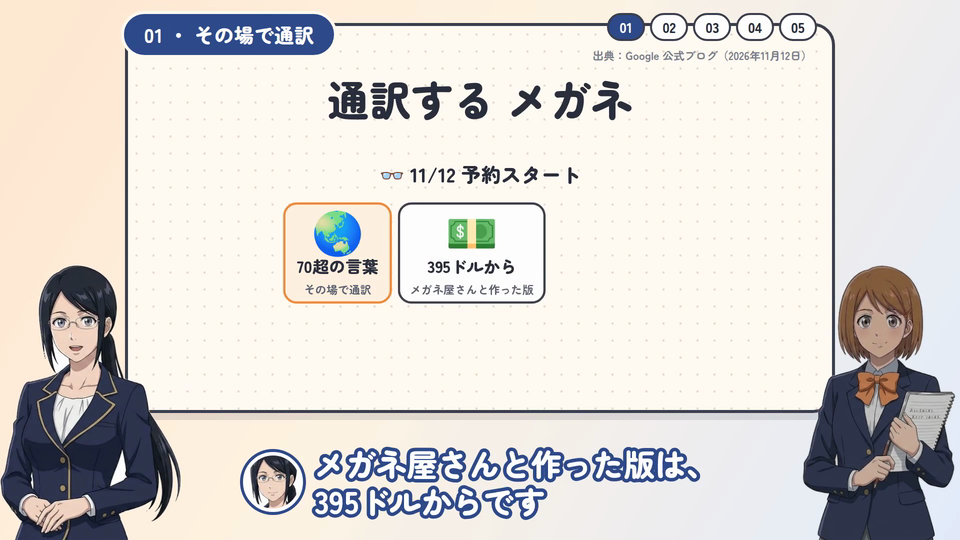 01 ・ その場で通訳
01 02 03 04 05
出典：Google 公式ブログ（2026年11月12日）
通訳する メガネ
11/12 予約スタート
70超の言葉
その場で通訳
395ドルから
メガネ屋さんと作った版
メガネ屋さんと作った版は、
395ドルからです